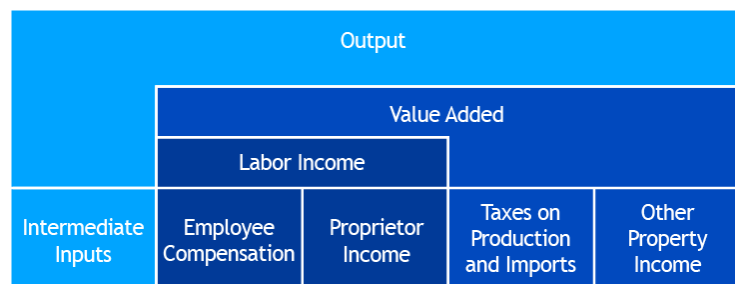 Output
Value Added
Labor Income
Intermediate
Inputs
Employee
Compensation
Proprietor
Income
Taxes on
Production
and Imports
Other
Property
Income